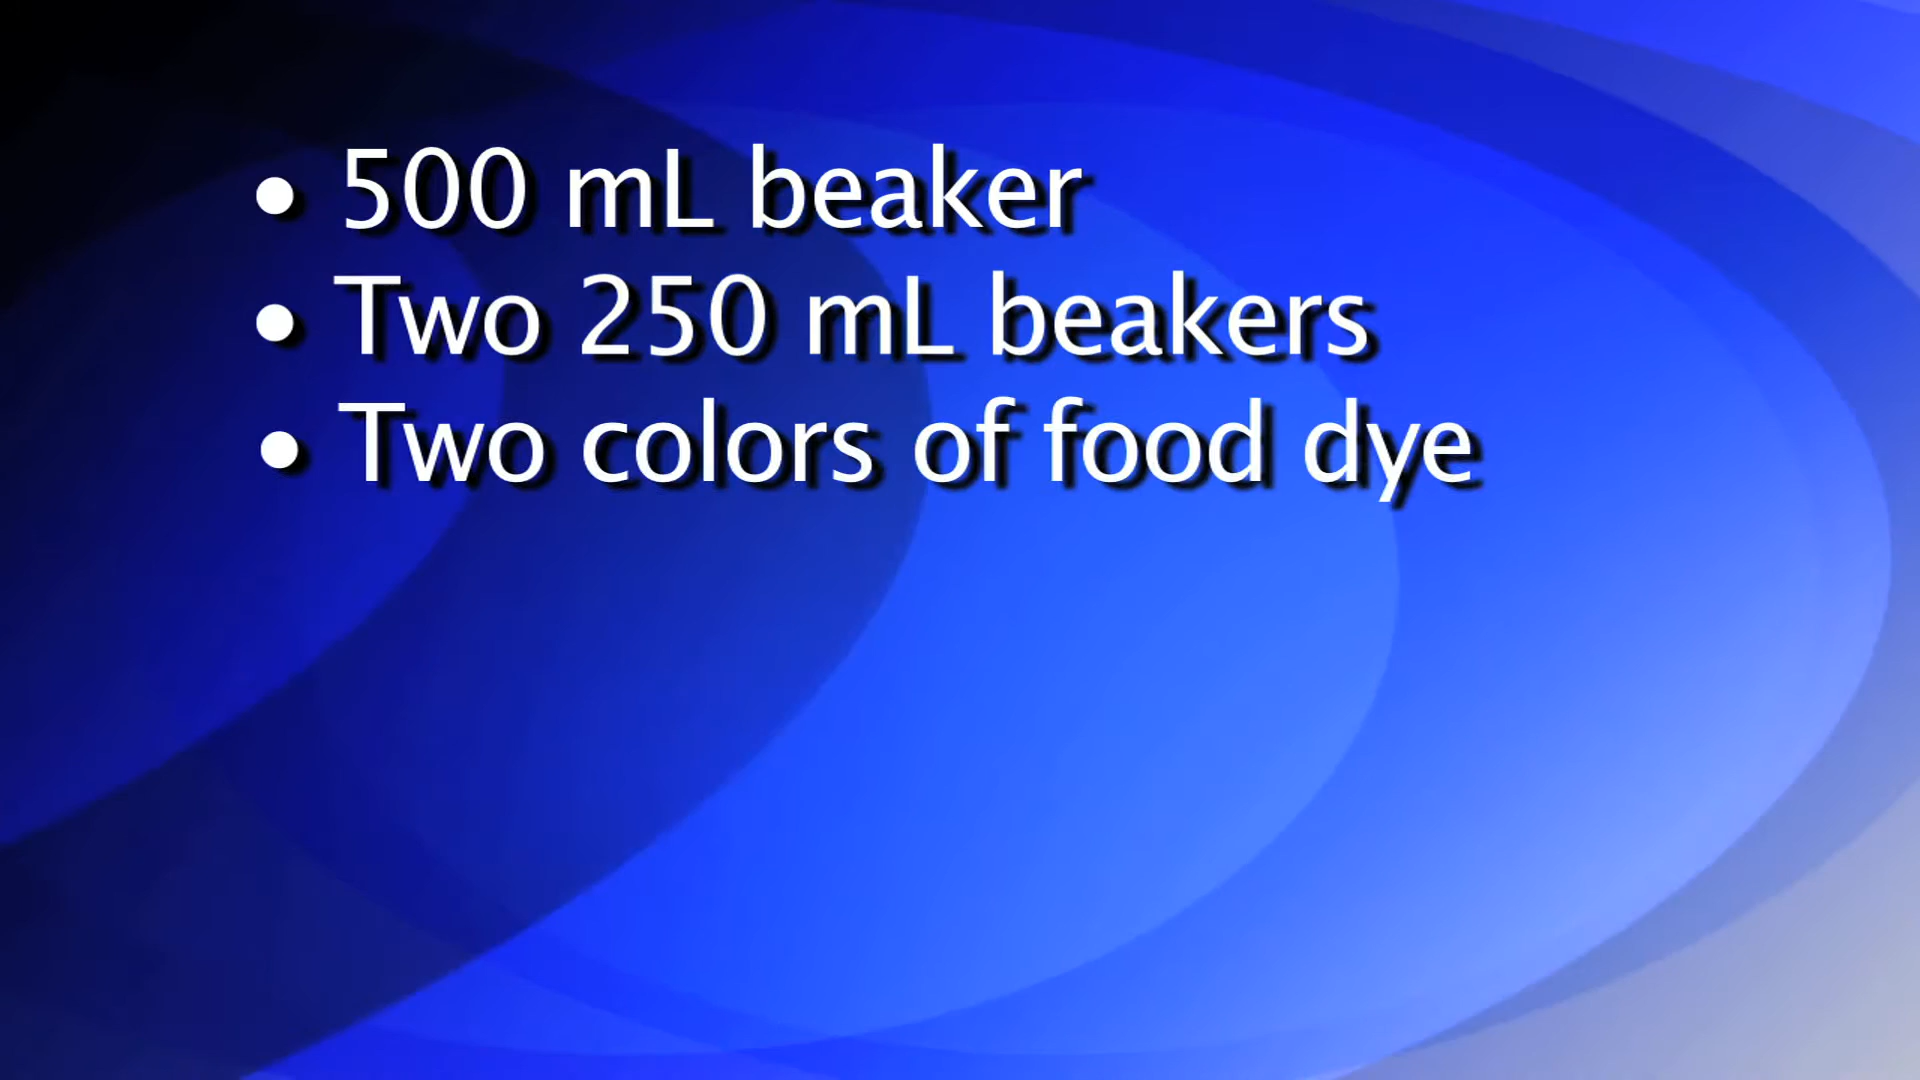 • 500 mL beaker
• Two 250 mL beakers
• Two colors of food dye